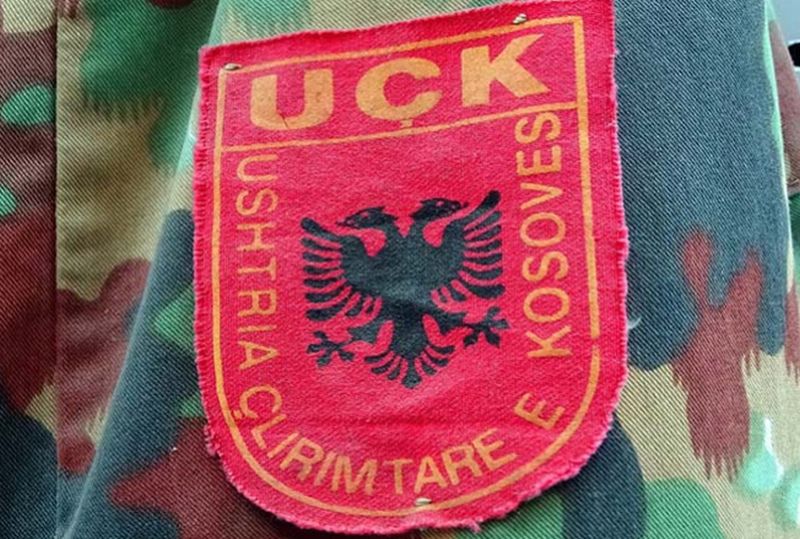 UÇK
USHTRIA ÇLIRIMTARE E KOSOVES